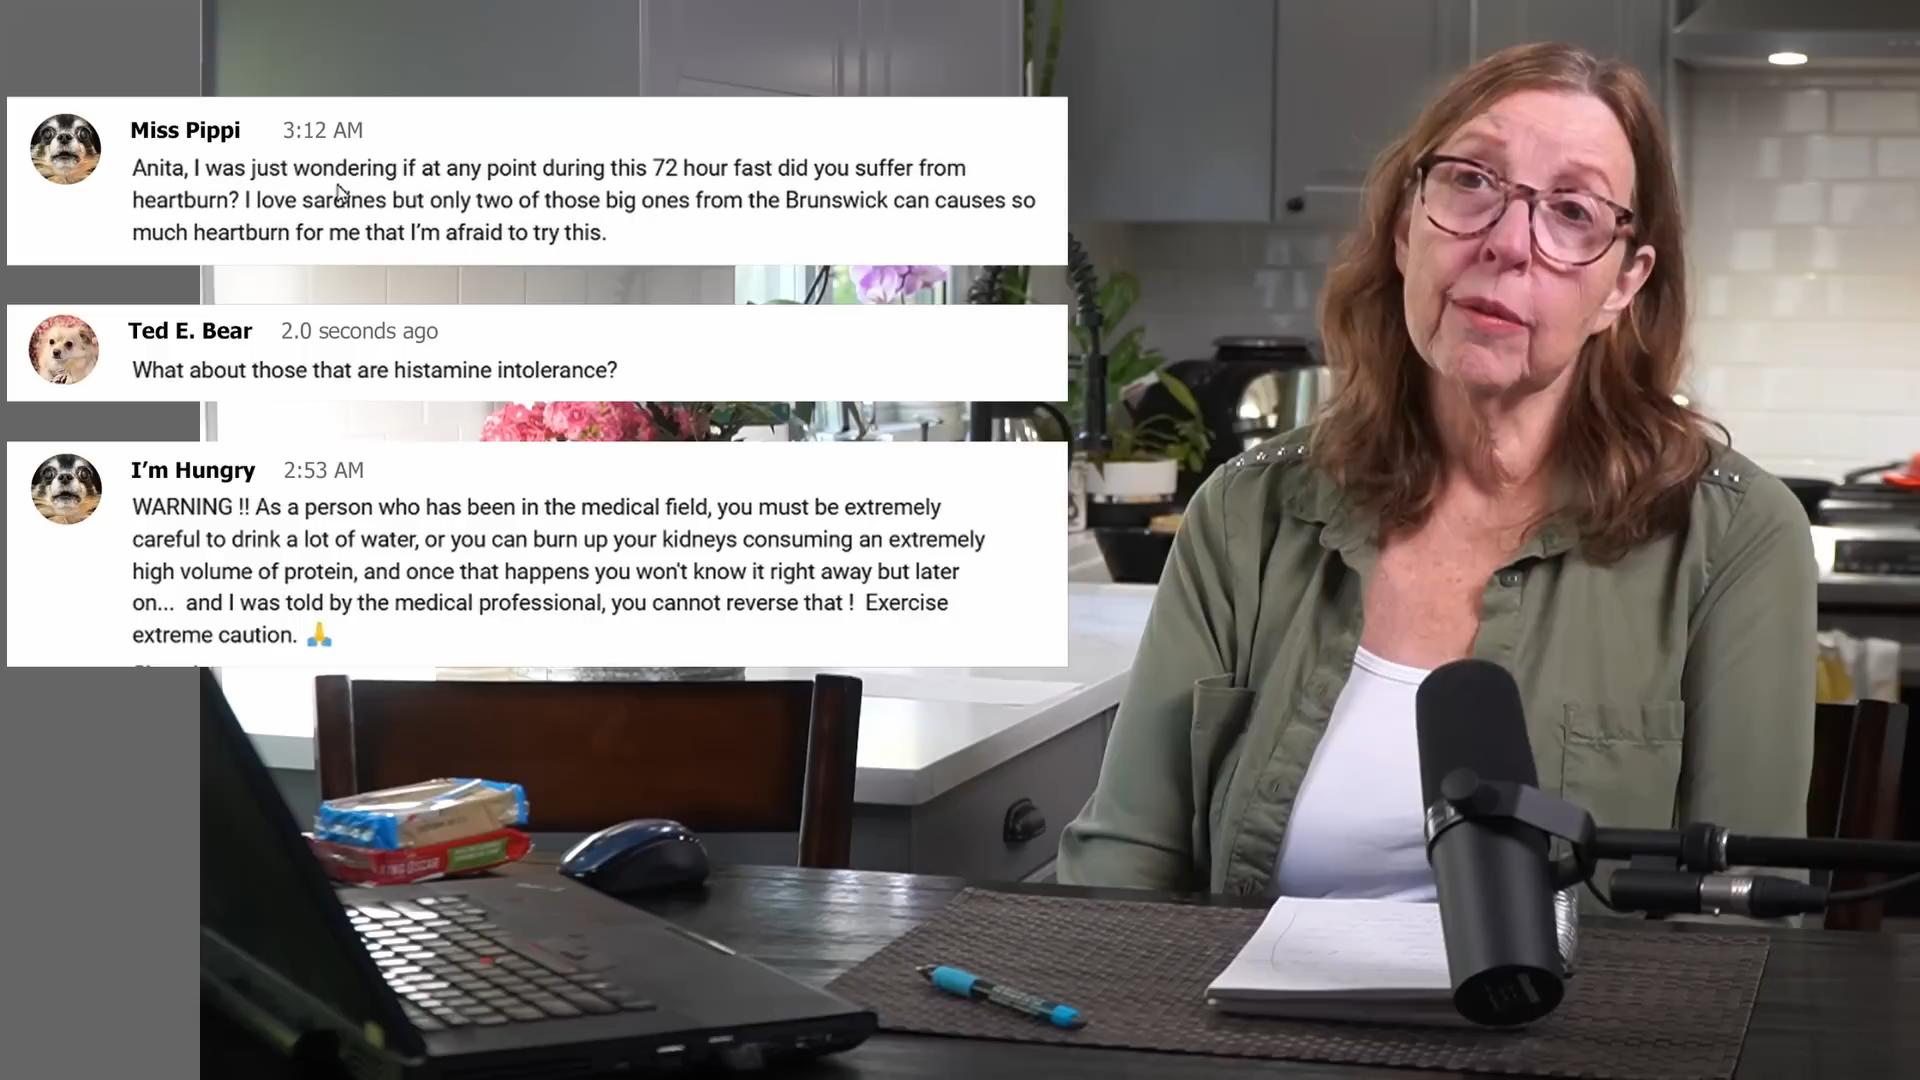 Miss Pippi 3:12 AM
Anita, I was just wondering if at any point during this 72 hour fast did you suffer from
heartburn? I love sardines but only two of those big ones from the Brunswick can causes so
much heartburn for me that I’m afraid to try this.
Ted E. Bear 2.0 seconds ago
What about those that are histamine intolerance?
I’m Hungry 2:53 AM
WARNING !! As a person who has been in the medical field, you must be extremely
careful to drink a lot of water, or you can burn up your kidneys consuming an extremely
high volume of protein, and once that happens you won't know it right away but later
on... and I was told by the medical professional, you cannot reverse that ! Exercise
extreme caution. 🙏
KING OSCAR